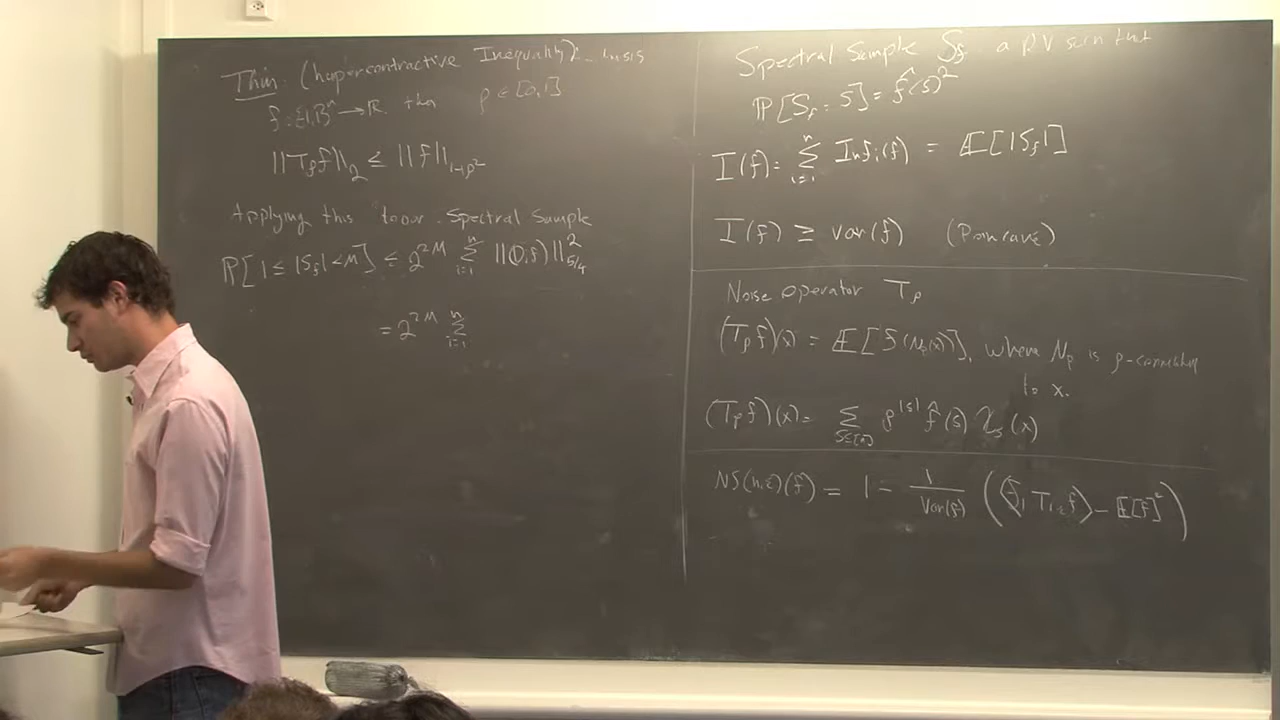 Thm: (hypercontractive Inequality)
f: {-1,1}^n → ℝ then ρ ∈ [0,1]
||T_ρ f||_2 ≤ ||f||_{1+ρ^2}
Applying this to our Spectral Sample
ℙ[1 ≤ |S_f| < M] ≤ 2^{2M} Σ_{i=1}^n ||D_i f||^2_{5/4}
= 2^{2M} Σ_{i=1}^n
Spectral Sample S_f a RV such that
ℙ[S_f = S] = f̂(S)^2
I(f) = Σ_{i=1}^n Inf_i(f) = 𝔼[|S_f|]
I(f) ≥ var(f) (Poincaré)
Noise operator T_ρ
(T_ρ f)(x) = 𝔼[f(N_ρ(x))], where N_ρ is ρ-correlated
to x.
(T_ρ f)(x) = Σ_{S⊆[n]} ρ^{|S|} f̂(S) χ_S(x)
NS(n,ε)(f) = 1 - 1/Var(f) (⟨f, T_{1-ε} f⟩ - 𝔼[f]^2)